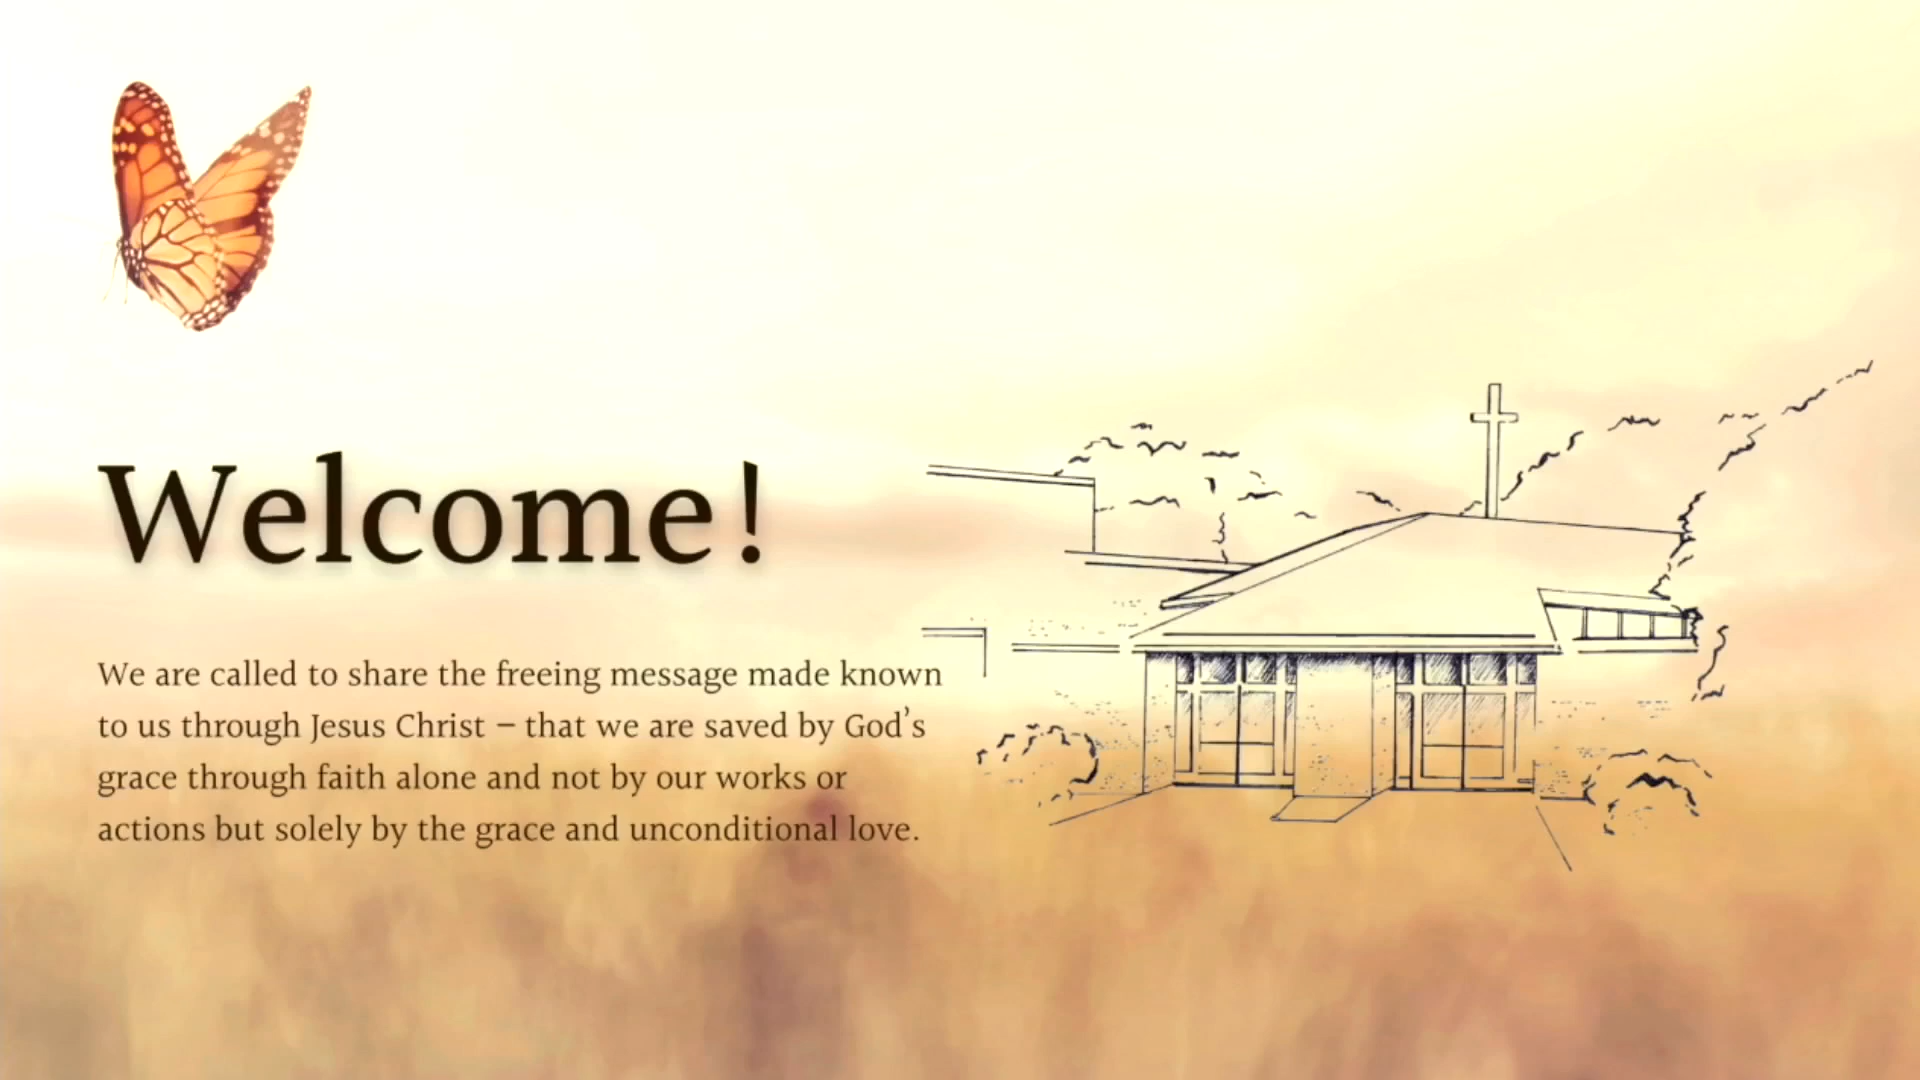 Welcome!
We are called to share the freeing message made known
to us through Jesus Christ – that we are saved by God’s
grace through faith alone and not by our works or
actions but solely by the grace and unconditional love.